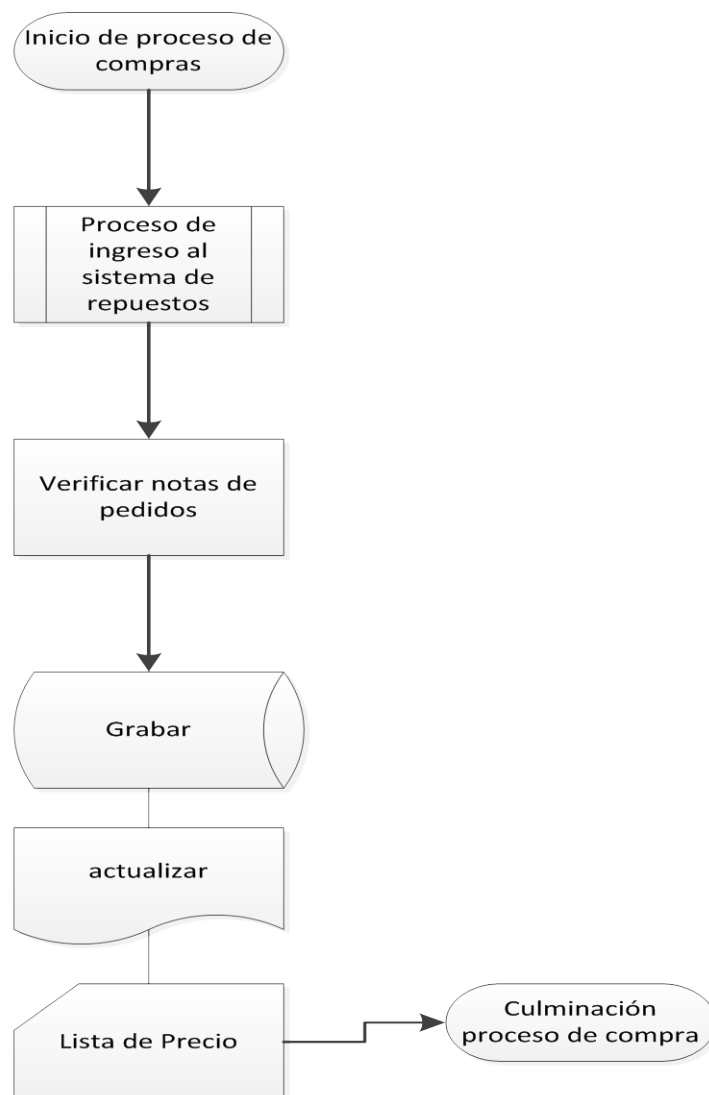 Inicio de proceso de
compras
Proceso de
ingreso al
sistema de
repuestos
Verificar notas de
pedidos
Grabar
actualizar
Lista de Precio
Culminación
proceso de compra